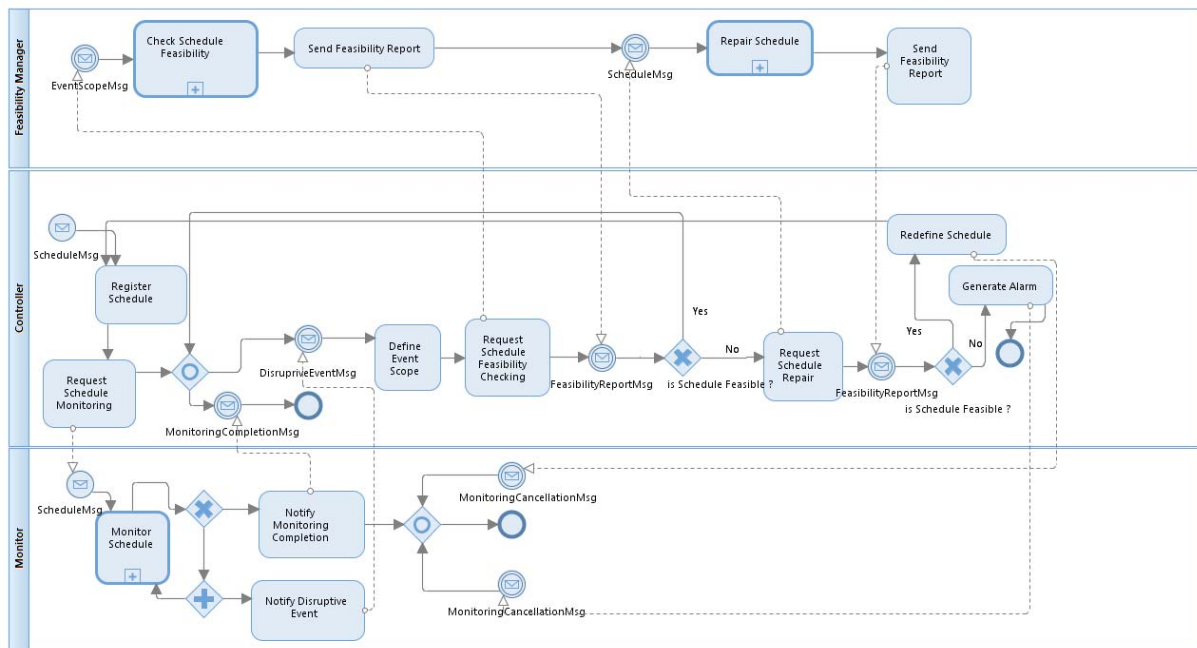 Feasibility Manager
Check Schedule
Feasibility
EventScopeMsg
Send Feasibility Report
ScheduleMsg
Repair Schedule
Send
Feasibility
Report
Controller
ScheduleMsg
Register
Schedule
Request
Schedule
Monitoring
DisrupriveEventMsg
MonitoringCompletionMsg
Define
Event
Scope
Request
Schedule
Feasibility
Checking
FeasibilityReportMsg
Yes
No
is Schedule Feasible ?
Request
Schedule
Repair
FeasibilityReportMsg
Redefine Schedule
Generate Alarm
Yes
No
is Schedule Feasible ?
Monitor
ScheduleMsg
Monitor
Schedule
Notify
Monitoring
Completion
Notify Disruptive
Event
MonitoringCancellationMsg
MonitoringCancellationMsg